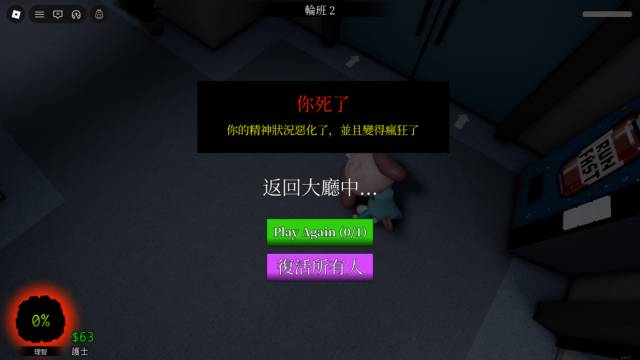 輪班 2
你死了
你的精神狀況惡化了，並且變得瘋狂了
RUN
FAST
返回大廳中...
Play Again (0/1)
復活所有人
0%
理智
$63
護士